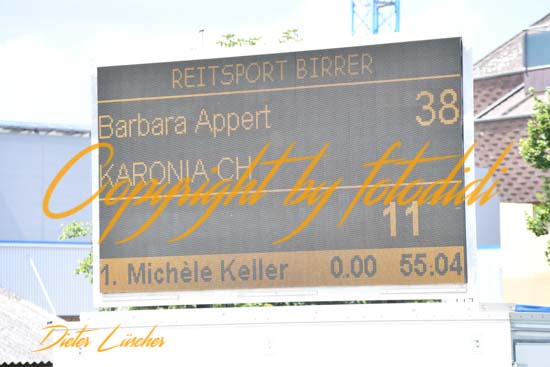 REITSPORT BIRRER
Barbara Appert 38
KARONIA CH
Copyright by fotodidi
11
1. Michèle Keller 0.00 55.04
Dieter Lüscher